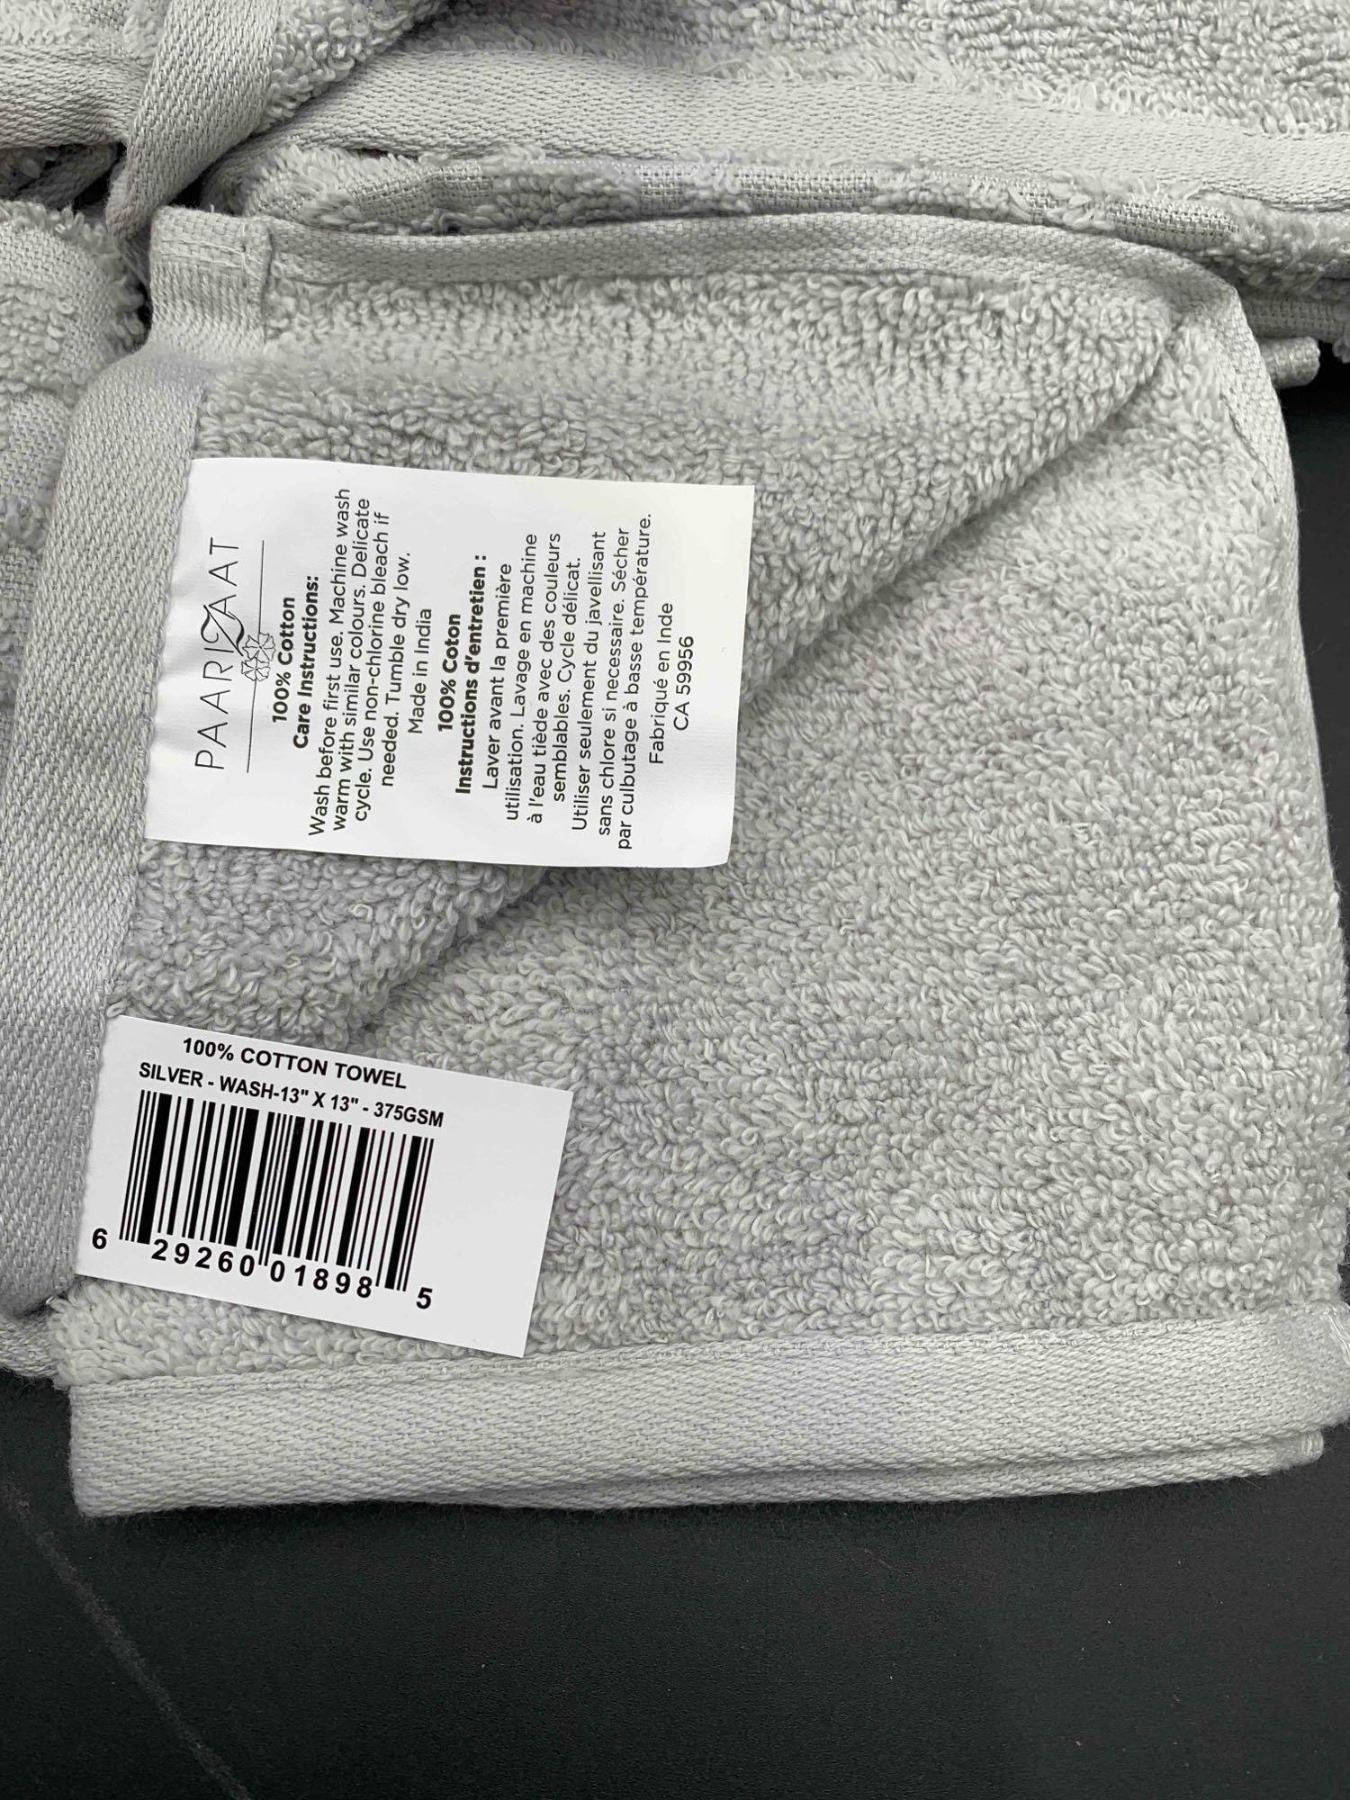 PAARIZAAT
100% Cotton
Care Instructions:
Wash before first use. Machine wash
warm with similar colours. Delicate
cycle. Use non-chlorine bleach if
needed. Tumble dry low.
Made in India
100% Coton
Instructions d'entretien :
Laver avant la première
utilisation. Lavage en machine
à l'eau tiède avec des couleurs
semblables. Cycle délicat.
Utiliser seulement du javellisant
sans chlore si necessaire. Sécher
par culbutage à basse température.
Fabriqué en Inde
CA 59956
100% COTTON TOWEL
SILVER - WASH-13" X 13" - 375GSM
6 29260 01898 5